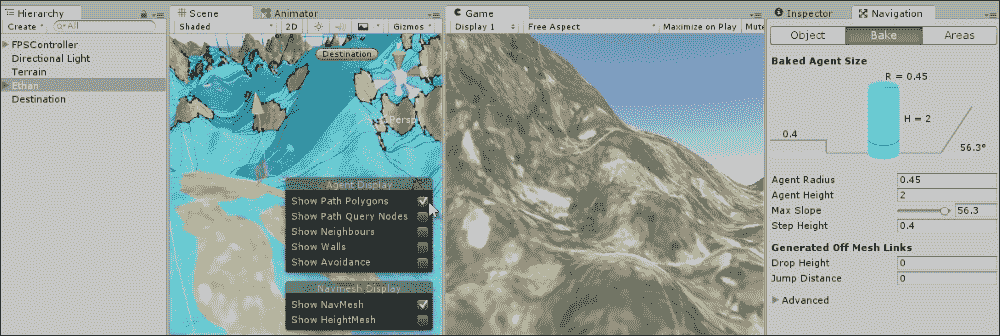 Hierarchy
Create
All
FPSController
Directional Light
Terrain
Ethan
Destination
Scene
Animator
Shaded
2D
Gizmos
Destination
Persp
Agent Display
Show Path Polygons
Show Path Query Nodes
Show Neighbours
Show Walls
Show Avoidance
Navmesh Display
Show NavMesh
Show HeightMesh
Game
Display 1
Free Aspect
Maximize on Play
Mute
Inspector
Navigation
Object
Bake
Areas
Baked Agent Size
R = 0.45
H = 2
0.4
56.3°
Agent Radius
0.45
Agent Height
2
Max Slope
56.3
Step Height
0.4
Generated Off Mesh Links
Drop Height
0
Jump Distance
0
Advanced